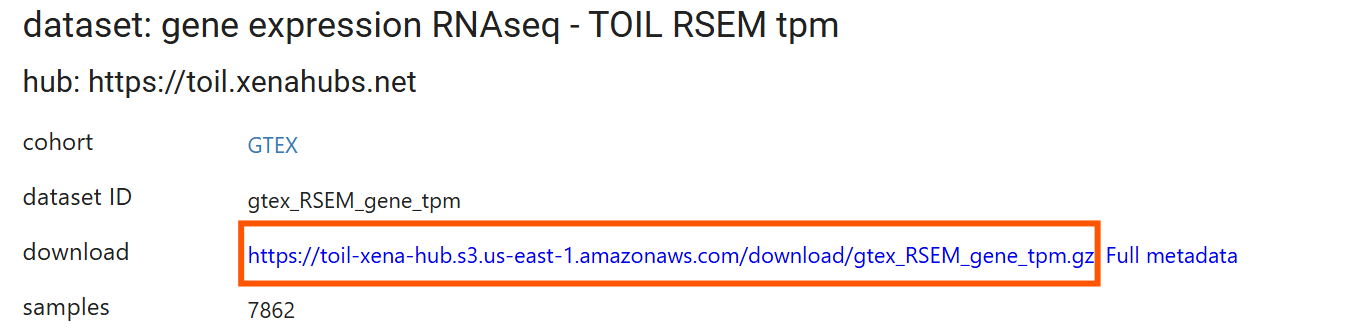 dataset: gene expression RNAseq - TOIL RSEM tpm
hub: https://toil.xenahubs.net
cohort GTEX
dataset ID gtex_RSEM_gene_tpm
download https://toil-xena-hub.s3.us-east-1.amazonaws.com/download/gtex_RSEM_gene_tpm.gz Full metadata
samples 7862